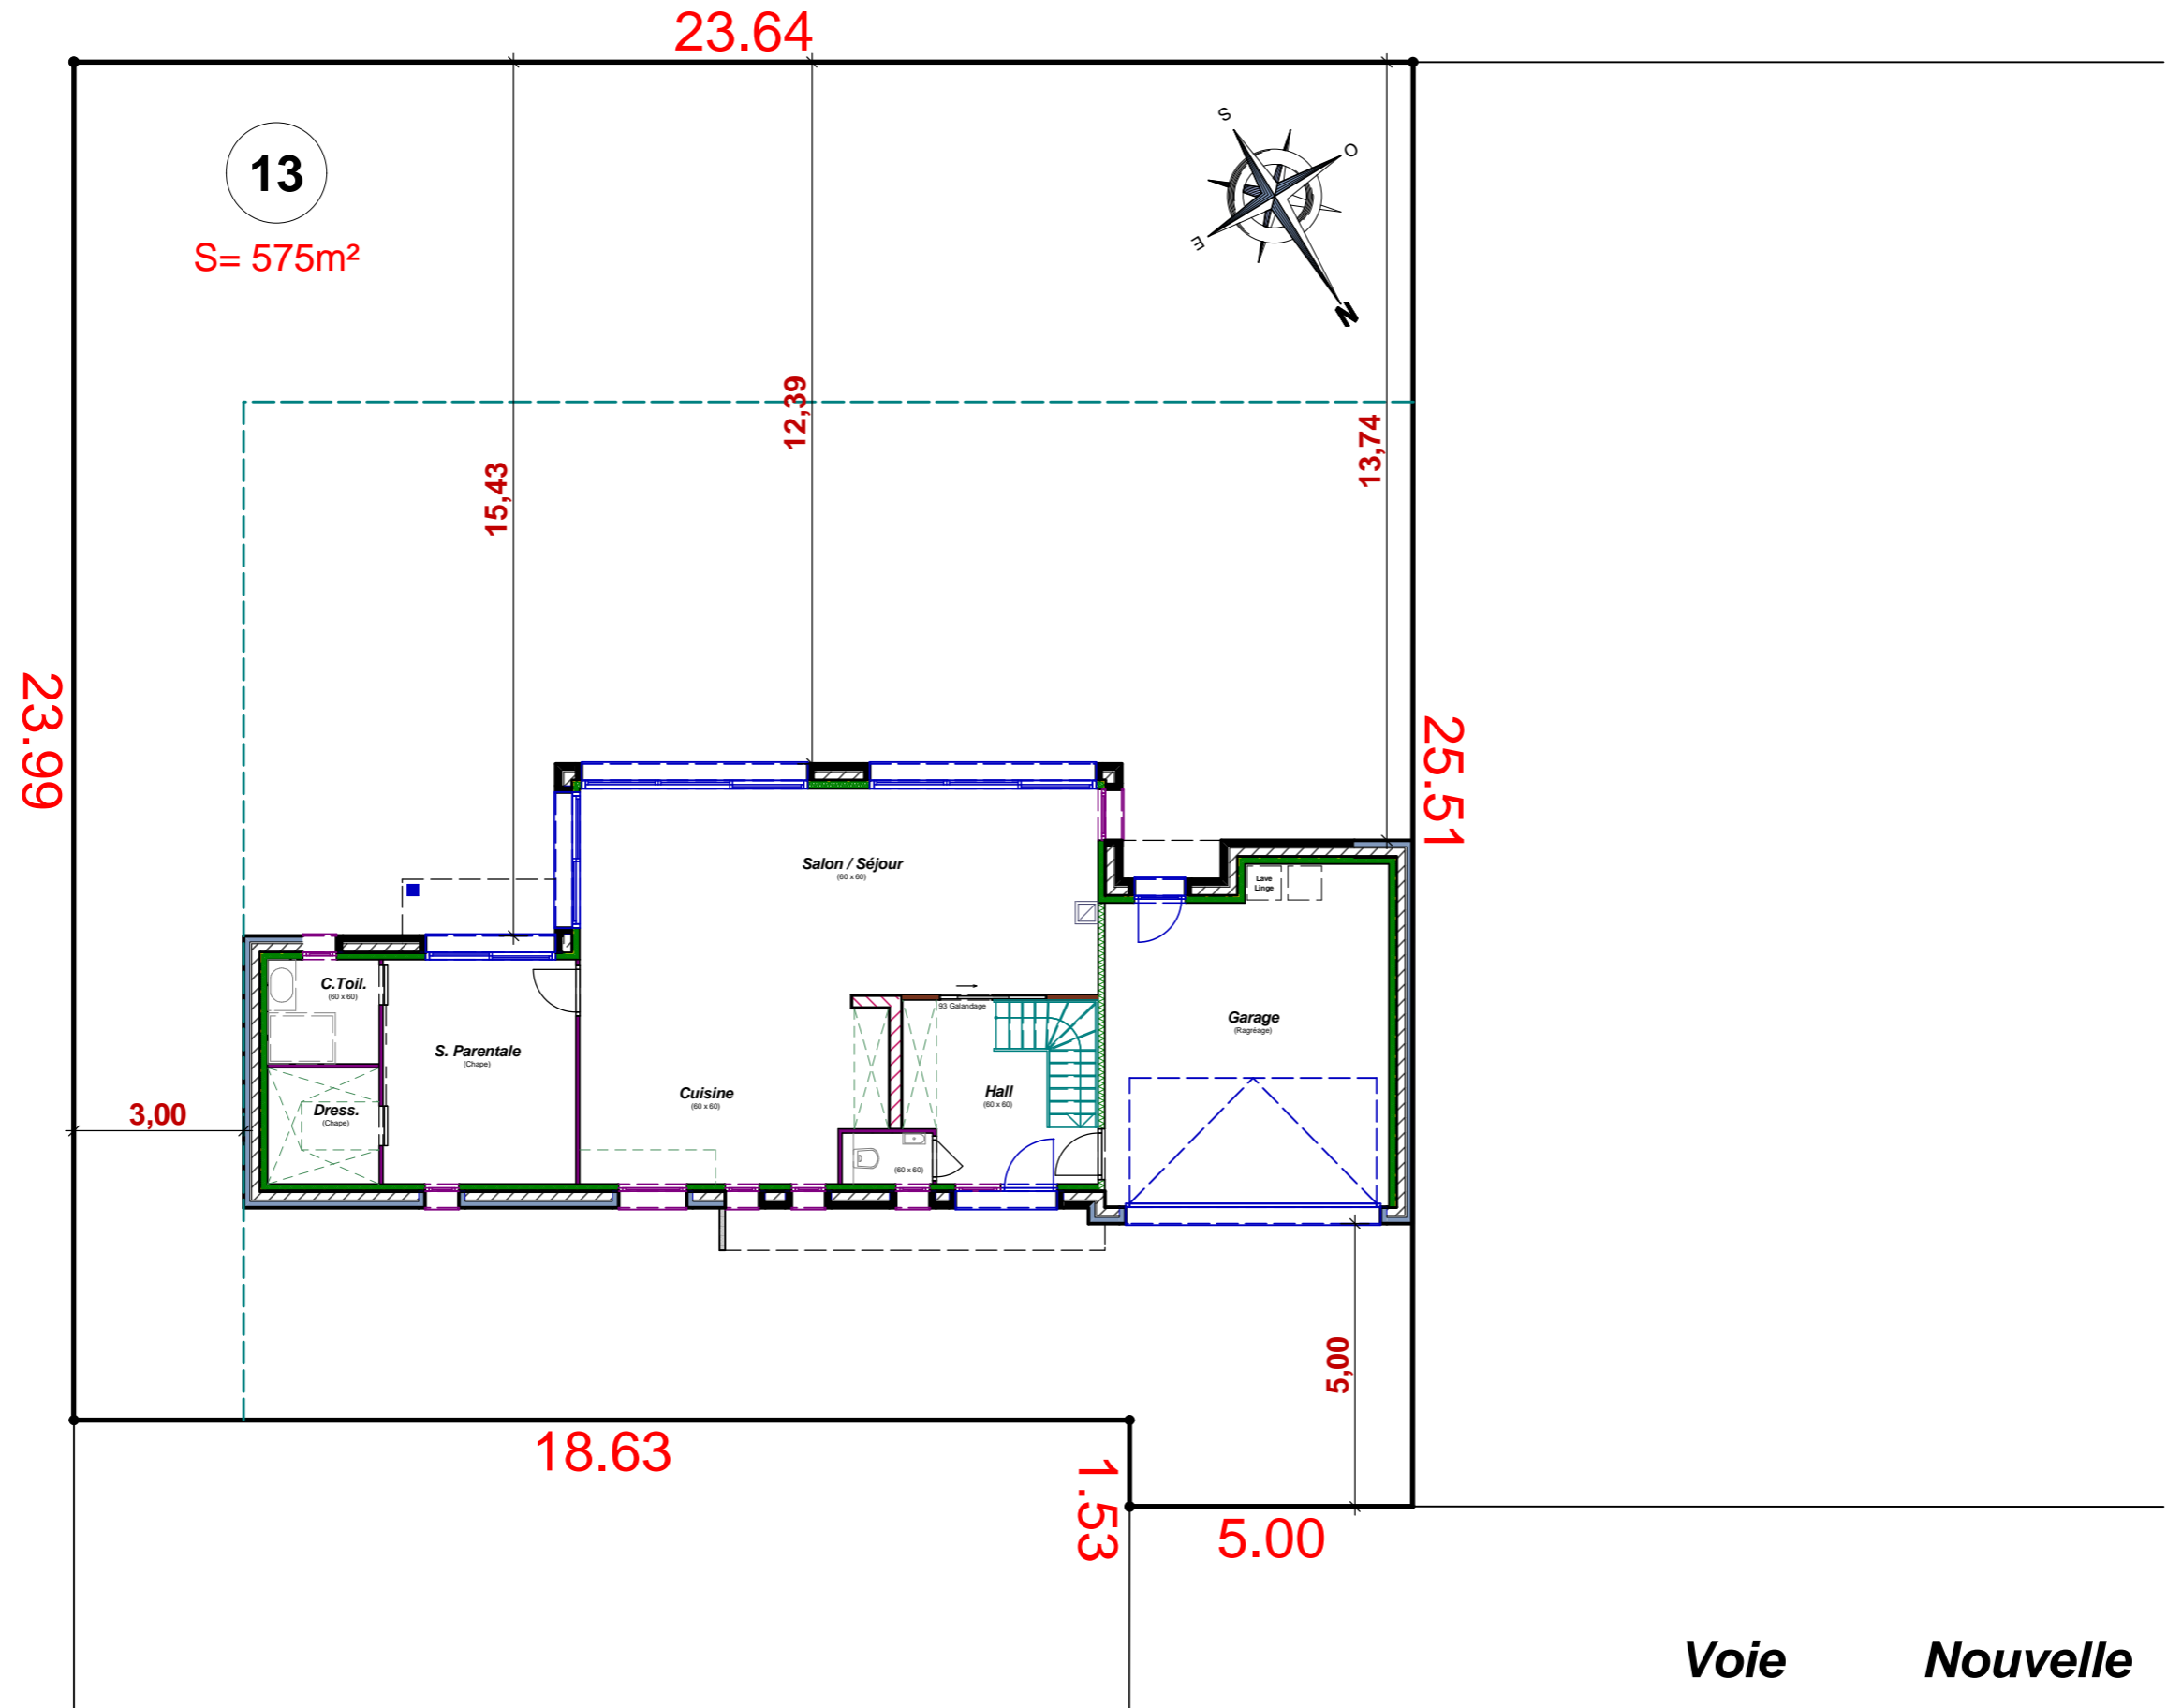 23.64
13
S= 575m²
S
O
E
N
15,43
12,39
13,74
23.99
25.51
Salon / Séjour
(60 x 60)
Lave
Linge
C.Toil.
(60 x 60)
93 Galandage
Garage
(Ragréage)
S. Parentale
(Chape)
Cuisine
(60 x 60)
Hall
(60 x 60)
Dress.
(Chape)
3,00
(60 x 60)
5,00
18.63
1.53
5.00
Voie Nouvelle